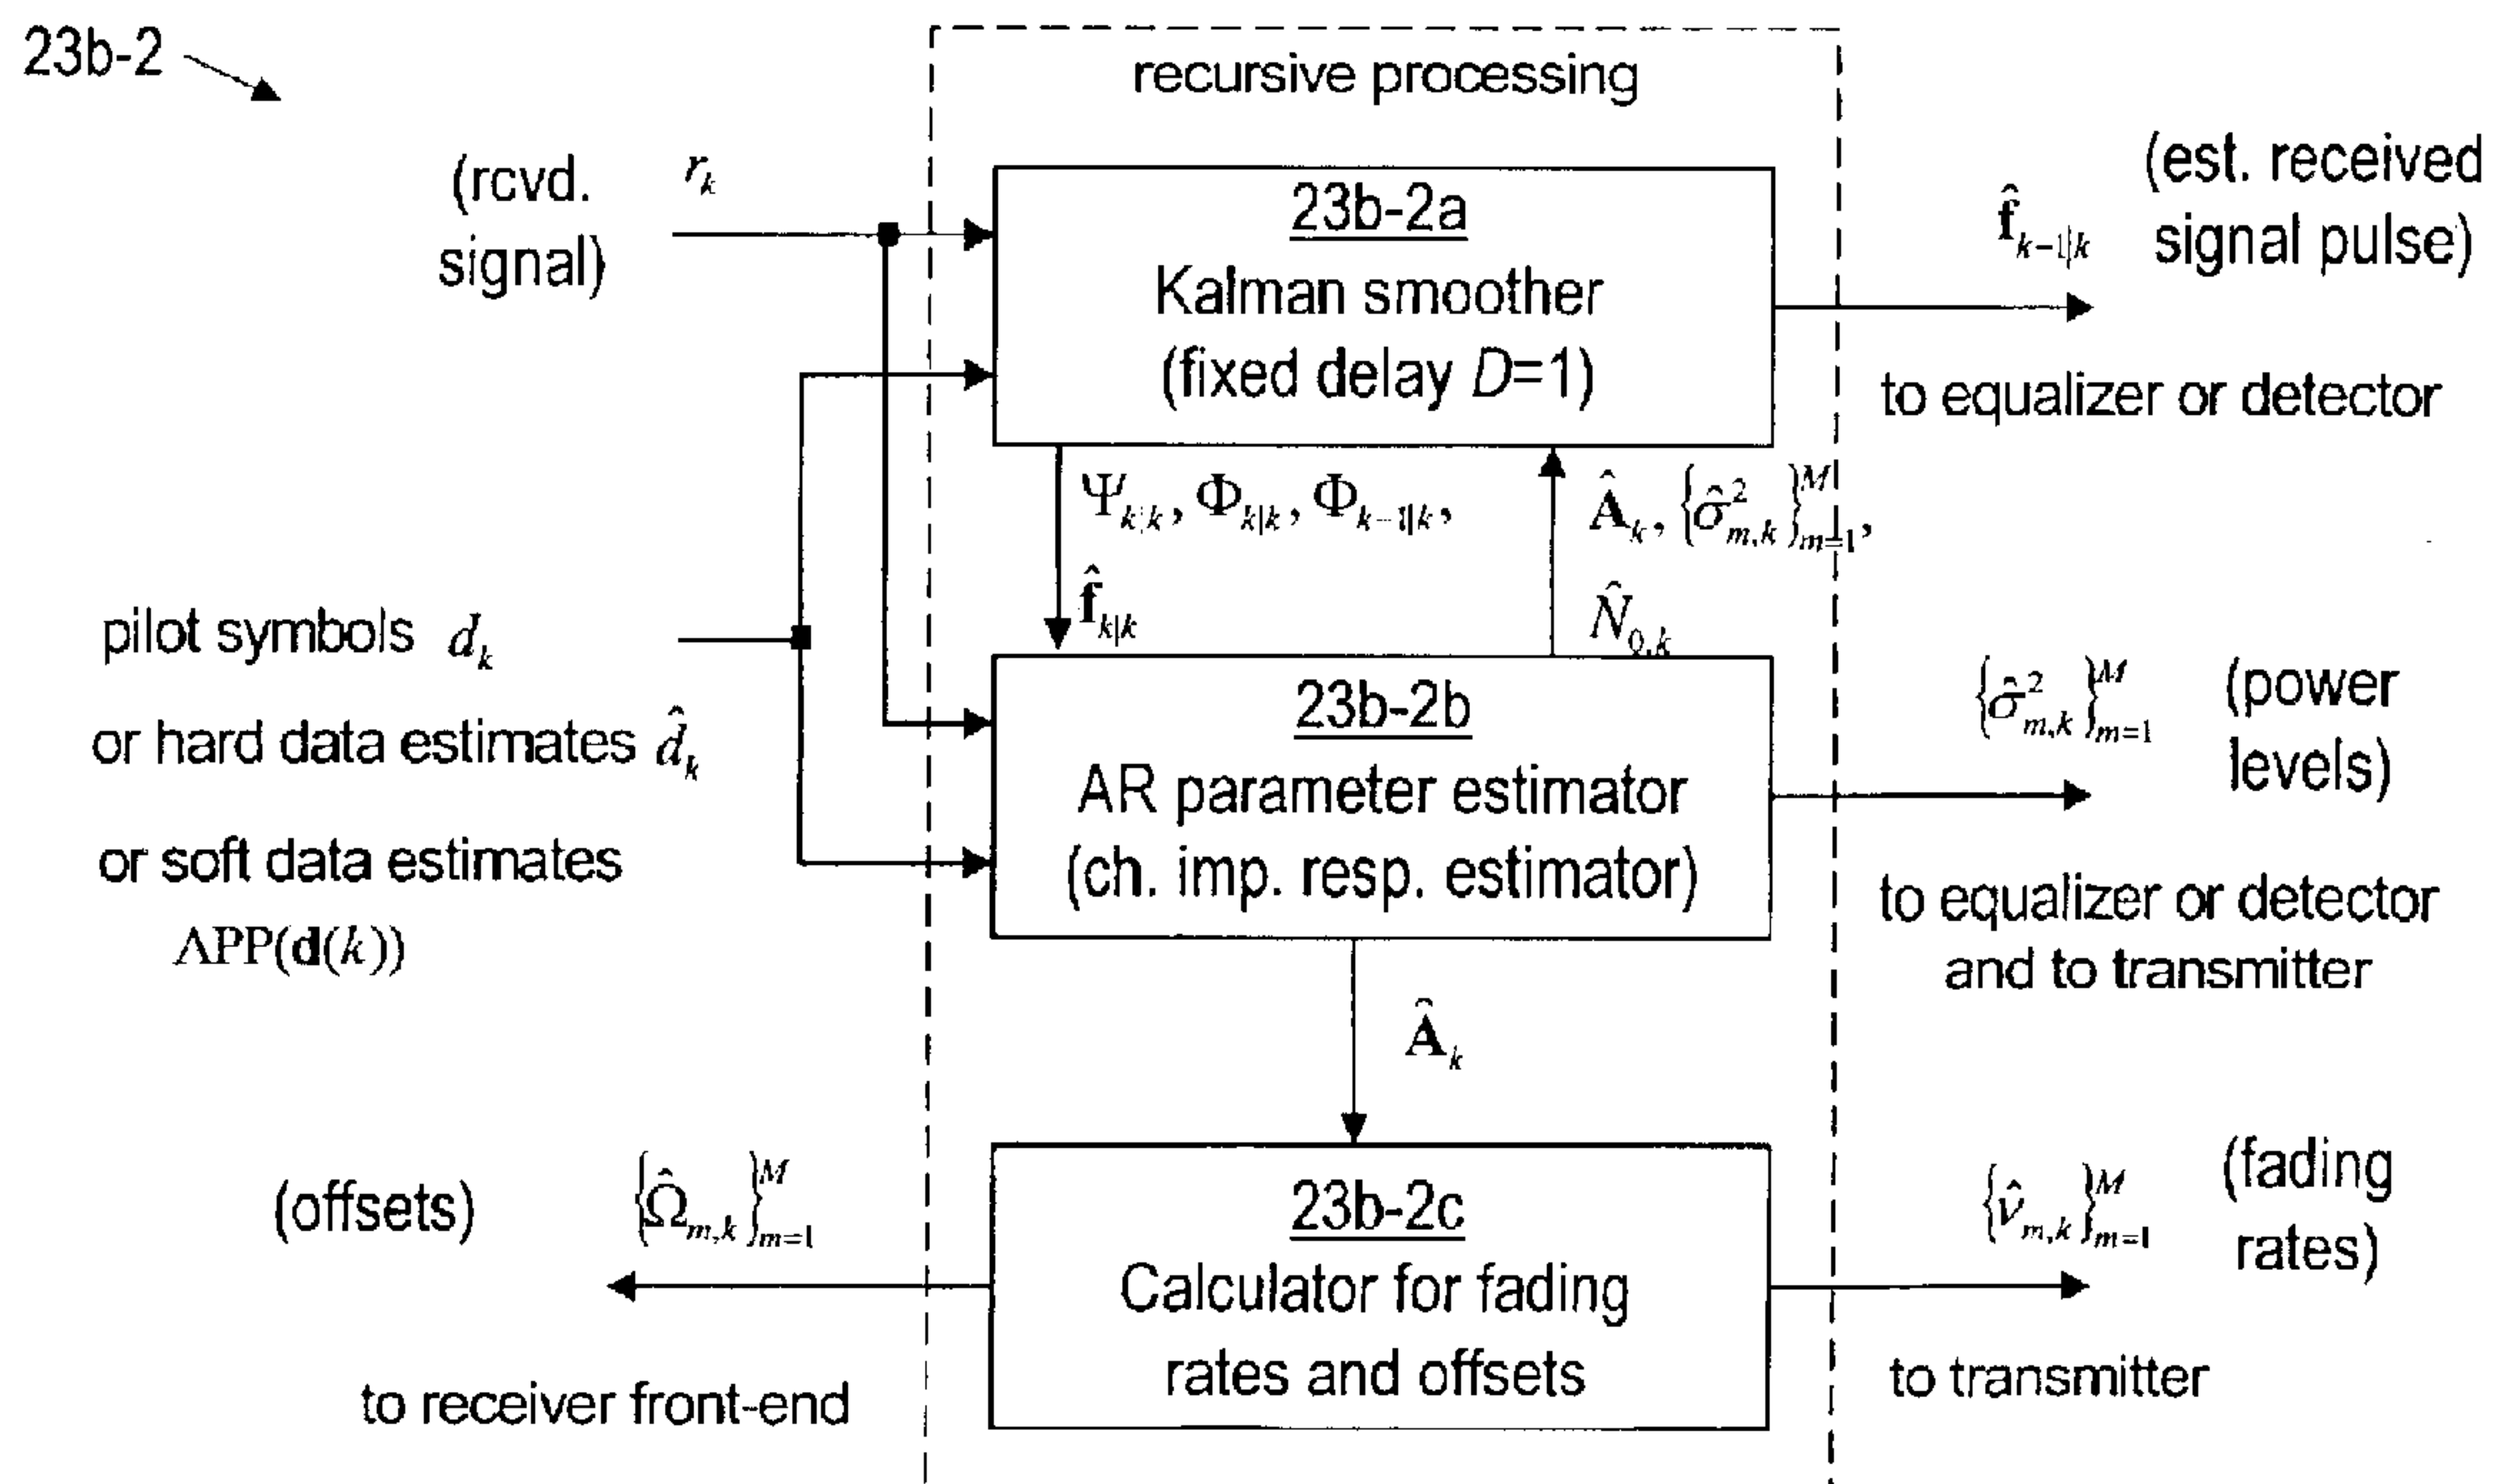 23b-2
recursive processing
(rcvd.
signal)
r_k
23b-2a
Kalman smoother
(fixed delay D=1)
f̂_{k-1|k}
(est. received
signal pulse)
to equalizer or detector
Ψ_{k|k}, Φ_{k|k}, Φ_{k-1|k},
f̂_{k|k}
Â_k, {σ̂²_{m,k}}^M_{m=1},
N̂_{0,k}
pilot symbols d_k
or hard data estimates d̂_k
or soft data estimates
APP(d(k))
23b-2b
AR parameter estimator
(ch. imp. resp. estimator)
{σ̂²_{m,k}}^M_{m=1}
(power
levels)
to equalizer or detector
and to transmitter
Â_k
(offsets)
{Ω̂_{m,k}}^M_{m=1}
to receiver front-end
23b-2c
Calculator for fading
rates and offsets
{ν̂_{m,k}}^M_{m=1}
(fading
rates)
to transmitter